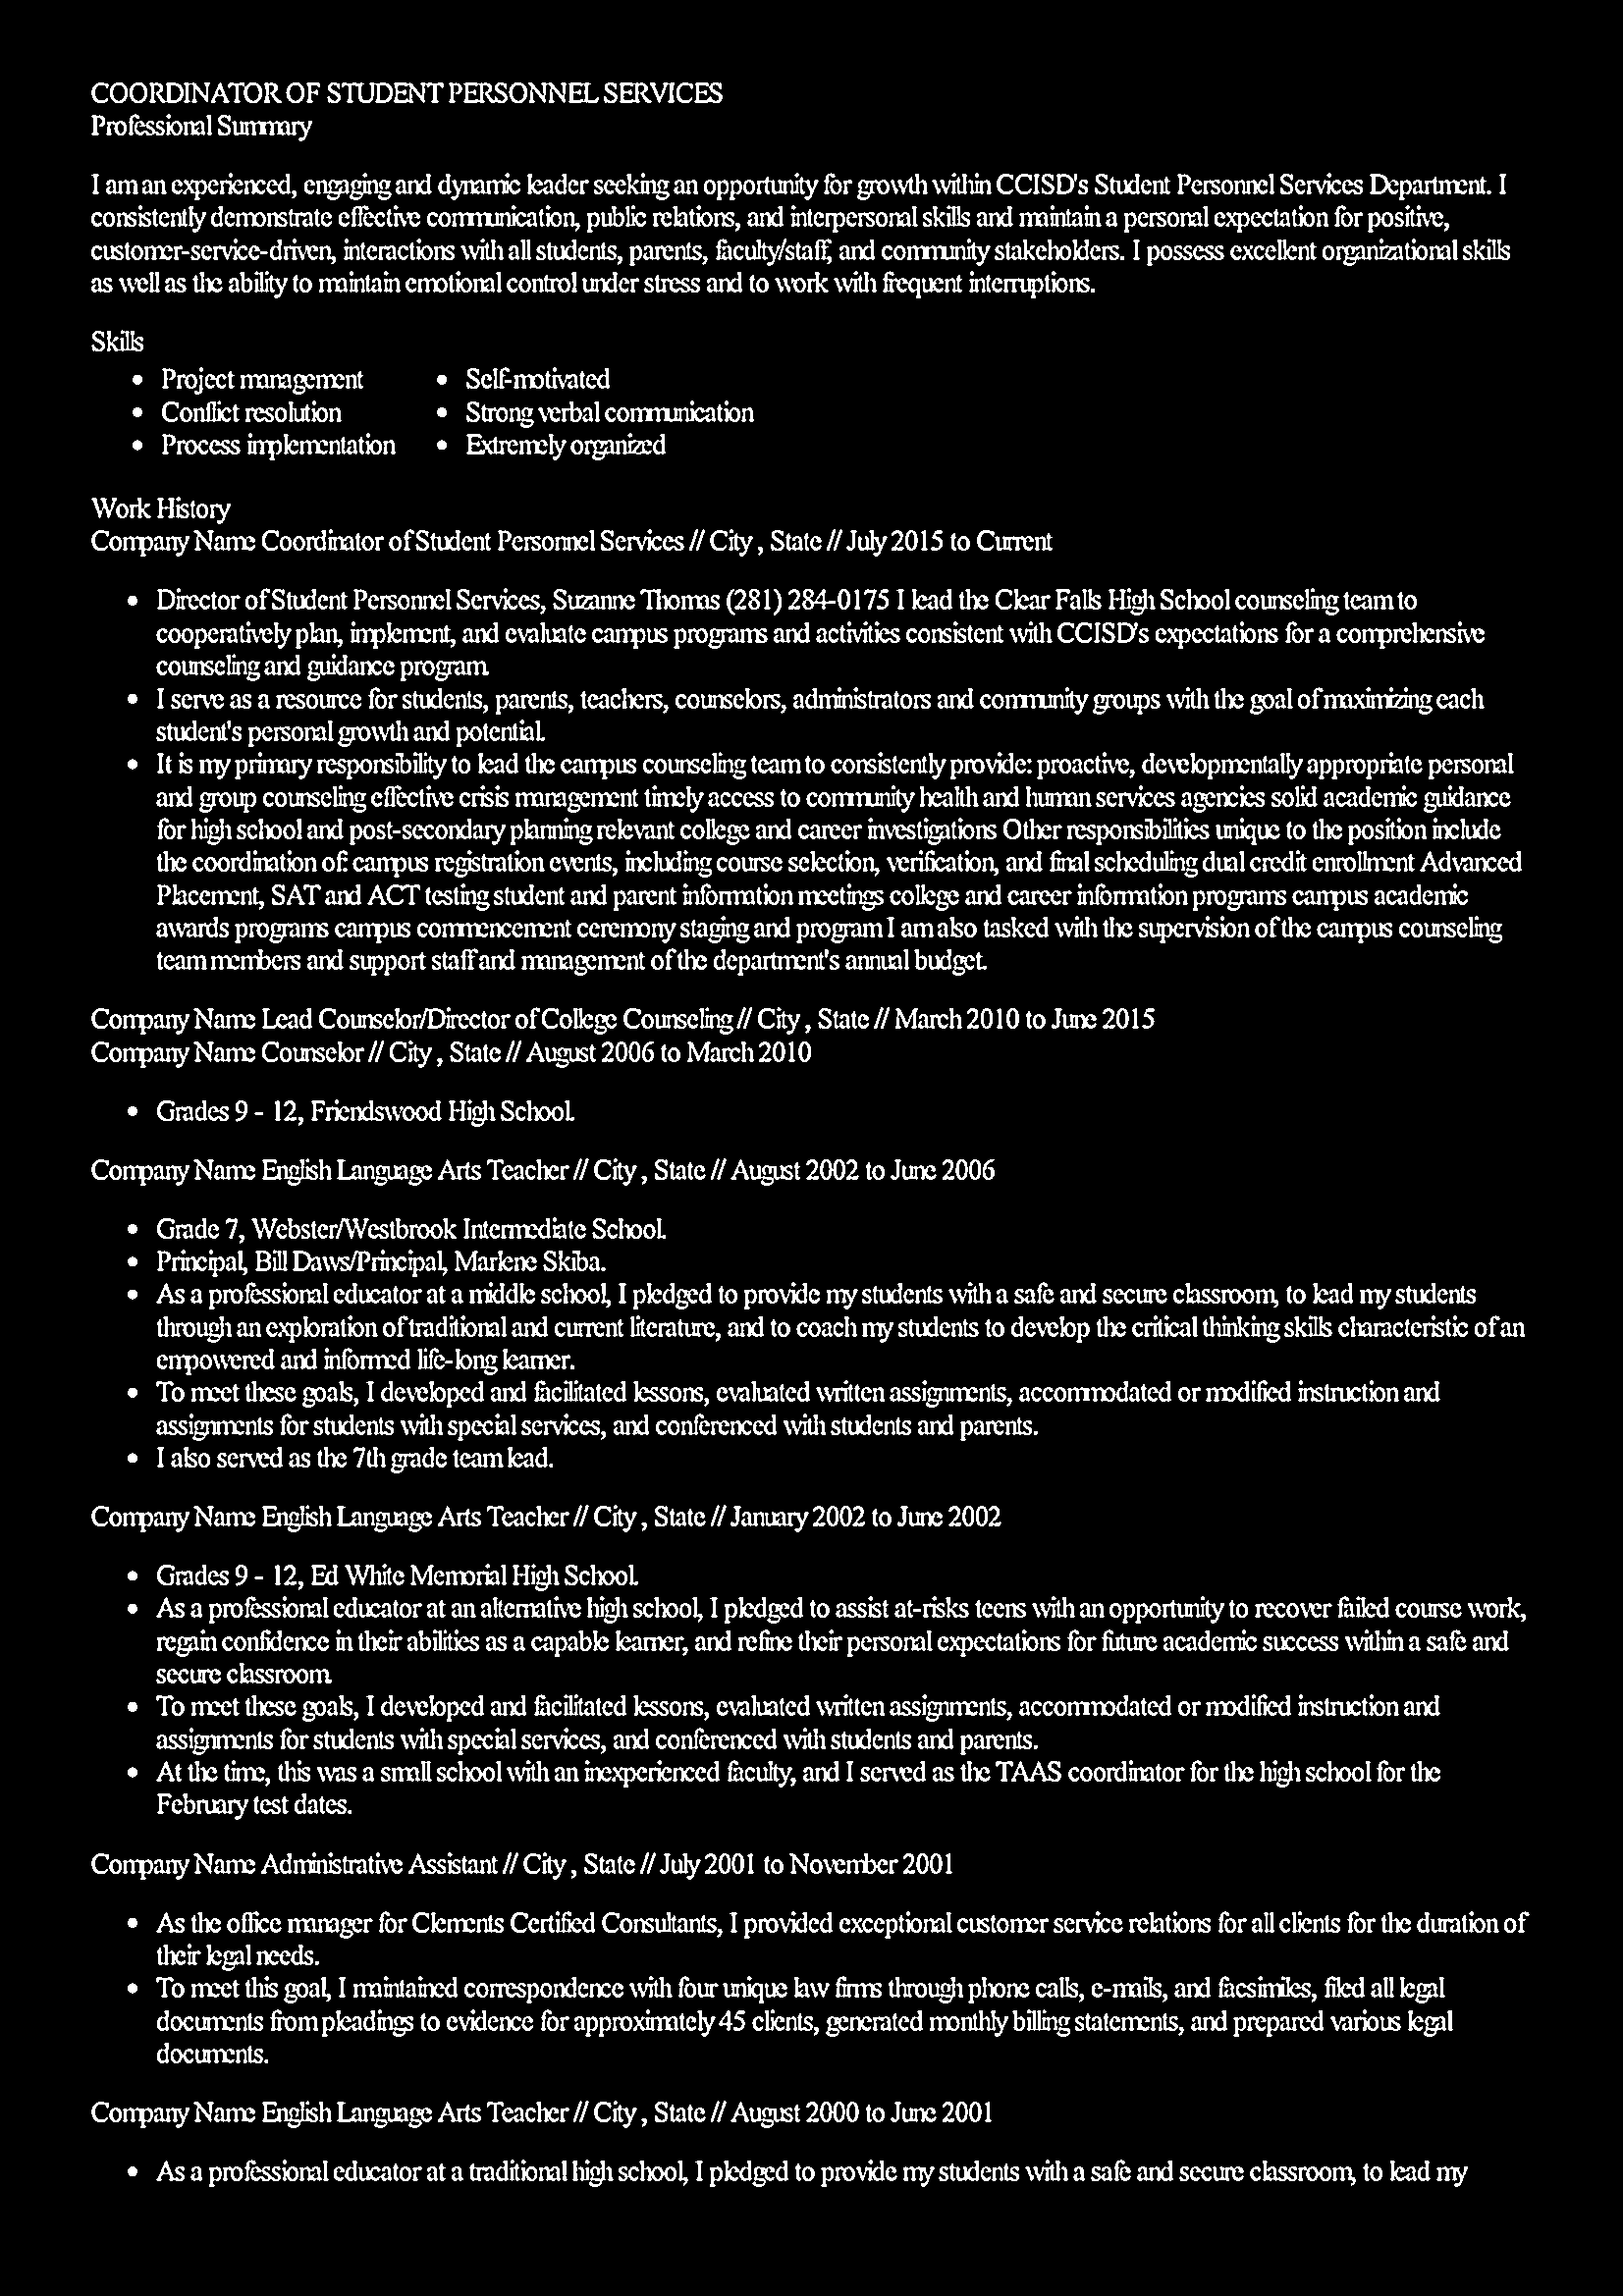 COORDINATOR OF STUDENT PERSONNEL SERVICES
Professional Summary
I am an experienced, engaging and dynamic leader seeking an opportunity for growth within CCISD's Student Personnel Services Department. I
consistently demonstrate effective communication, public relations, and interpersonal skills and maintain a personal expectation for positive,
customer-service-driven, interactions with all students, parents, faculty/staff, and community stakeholders. I possess excellent organizational skills
as well as the ability to maintain emotional control under stress and to work with frequent interruptions.
Skills
• Project management
• Conflict resolution
• Process implementation
• Self-motivated
• Strong verbal communication
• Extremely organized
Work History
Company Name Coordinator of Student Personnel Services // City , State // July 2015 to Current
• Director of Student Personnel Services, Suzanne Thomas (281) 284-0175 I lead the Clear Falls High School counseling team to
cooperatively plan, implement, and evaluate campus programs and activities consistent with CCISD's expectations for a comprehensive
counseling and guidance program.
• I serve as a resource for students, parents, teachers, counselors, administrators and community groups with the goal of maximizing each
student's personal growth and potential.
• It is my primary responsibility to lead the campus counseling team to consistently provide: proactive, developmentally appropriate personal
and group counseling effective crisis management timely access to community health and human services agencies solid academic guidance
for high school and post-secondary planning relevant college and career investigations Other responsibilities unique to the position include
the coordination of: campus registration events, including course selection, verification, and final scheduling dual credit enrollment Advanced
Placement, SAT and ACT testing student and parent information meetings college and career information programs campus academic
awards programs campus commencement ceremony staging and program I am also tasked with the supervision of the campus counseling
team members and support staff and management of the department's annual budget.
Company Name Lead Counselor/Director of College Counseling // City , State // March 2010 to June 2015
Company Name Counselor // City , State // August 2006 to March 2010
• Grades 9 - 12, Friendswood High School.
Company Name English Language Arts Teacher // City , State // August 2002 to June 2006
• Grade 7, Webster/Westbrook Intermediate School.
• Principal, Bill Daws/Principal, Marlene Skiba.
• As a professional educator at a middle school, I pledged to provide my students with a safe and secure classroom, to lead my students
through an exploration of traditional and current literature, and to coach my students to develop the critical thinking skills characteristic of an
empowered and informed life-long learner.
• To meet these goals, I developed and facilitated lessons, evaluated written assignments, accommodated or modified instruction and
assignments for students with special services, and conferenced with students and parents.
• I also served as the 7th grade team lead.
Company Name English Language Arts Teacher // City , State // January 2002 to June 2002
• Grades 9 - 12, Ed White Memorial High School.
• As a professional educator at an alternative high school, I pledged to assist at-risks teens with an opportunity to recover failed course work,
regain confidence in their abilities as a capable learner, and refine their personal expectations for future academic success within a safe and
secure classroom.
• To meet these goals, I developed and facilitated lessons, evaluated written assignments, accommodated or modified instruction and
assignments for students with special services, and conferenced with students and parents.
• At the time, this was a small school with an inexperienced faculty, and I served as the TAAS coordinator for the high school for the
February test dates.
Company Name Administrative Assistant // City , State // July 2001 to November 2001
• As the office manager for Clements Certified Consultants, I provided exceptional customer service relations for all clients for the duration of
their legal needs.
• To meet this goal, I maintained correspondence with four unique law firms through phone calls, e-mails, and facsimiles, filed all legal
documents from pleadings to evidence for approximately 45 clients, generated monthly billing statements, and prepared various legal
documents.
Company Name English Language Arts Teacher // City , State // August 2000 to June 2001
• As a professional educator at a traditional high school, I pledged to provide my students with a safe and secure classroom, to lead my